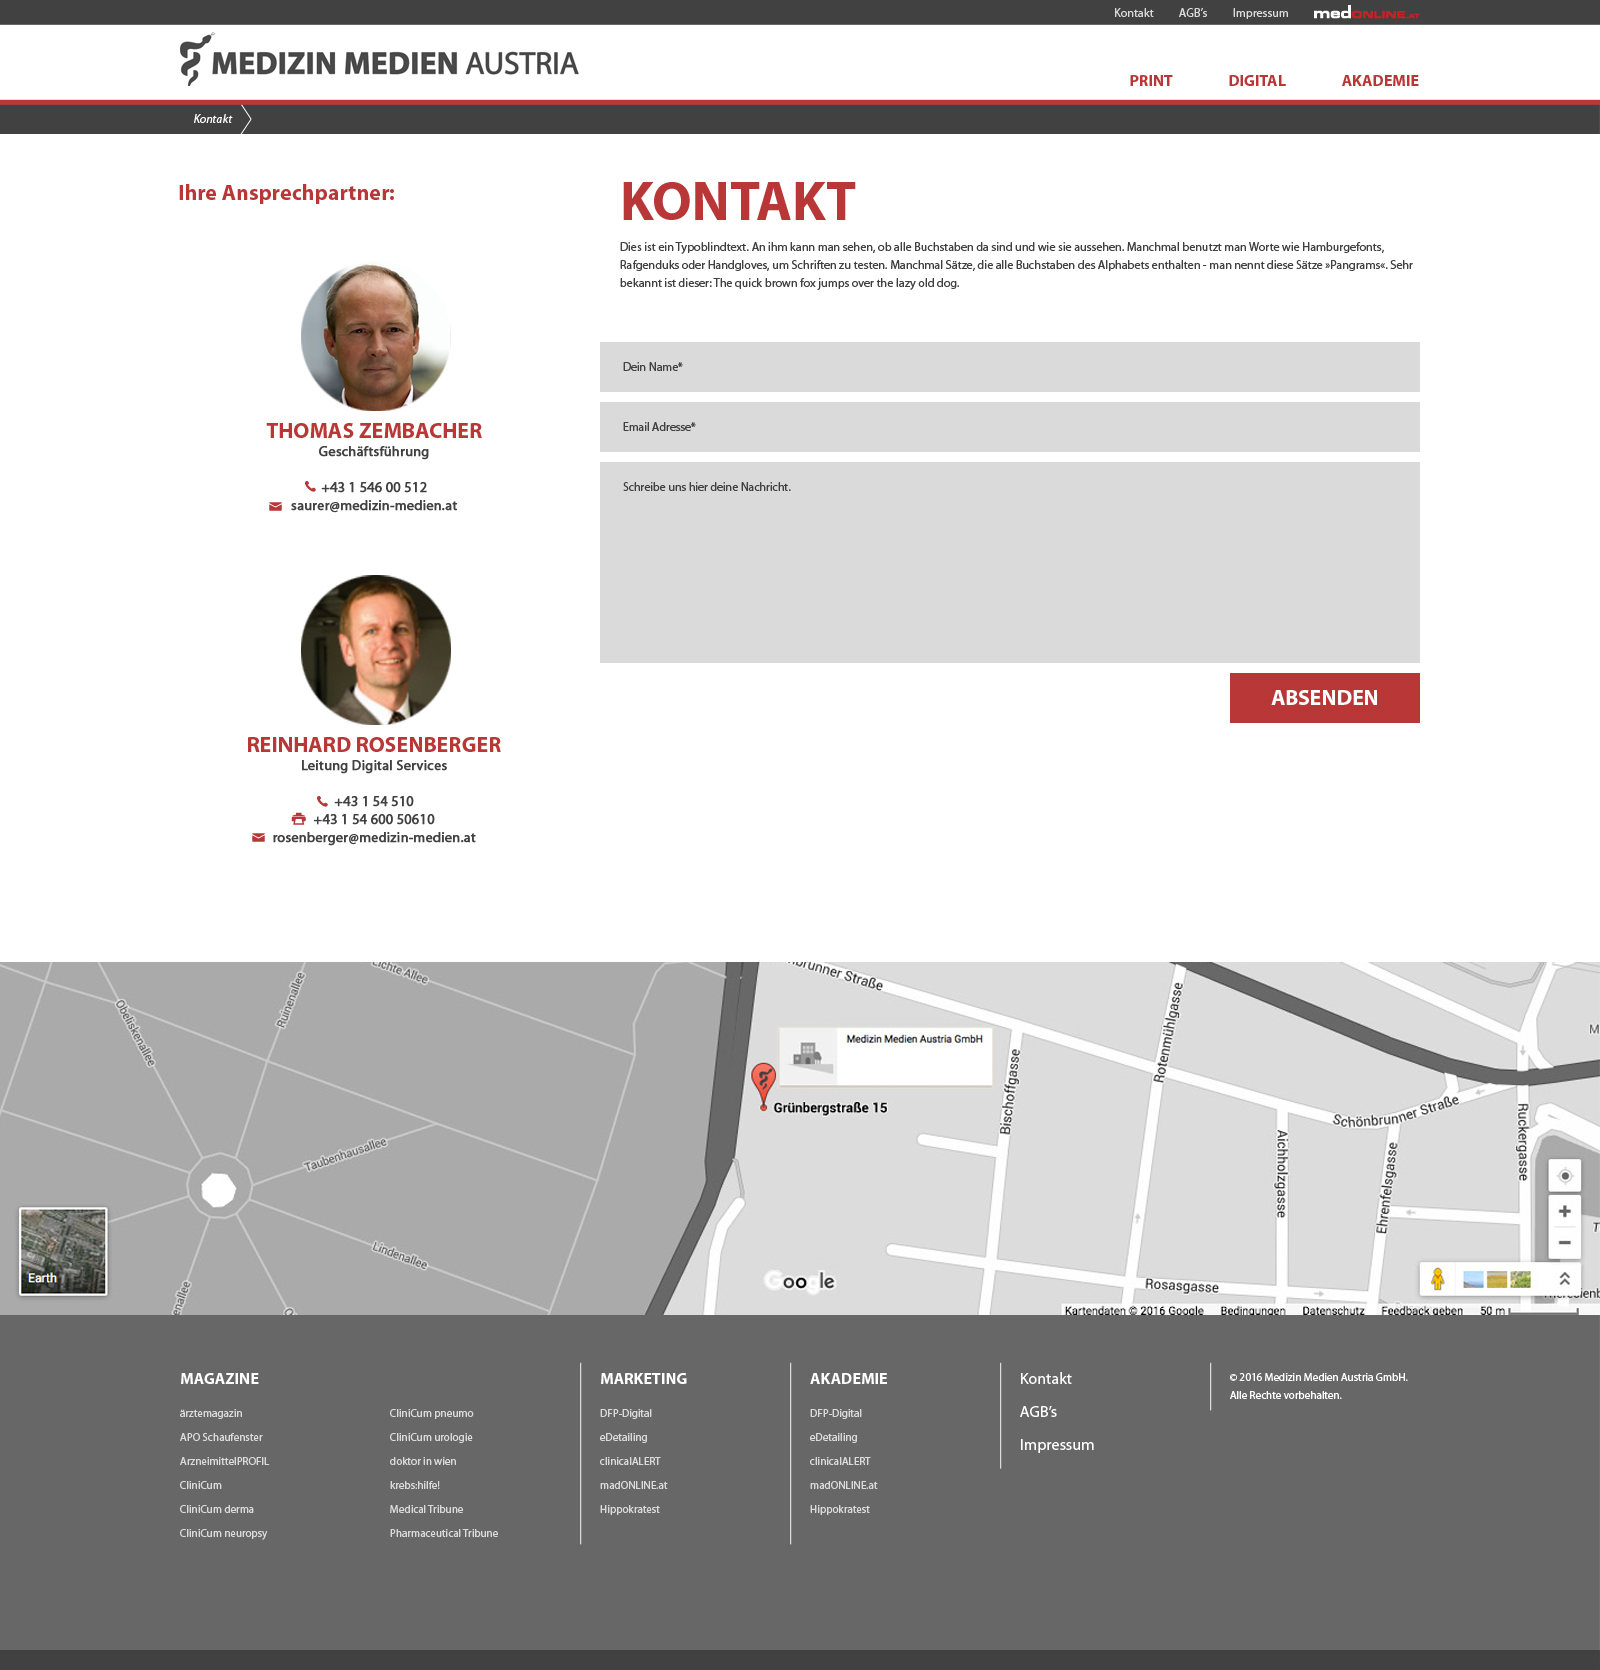 Kontakt AGB's Impressum medONLINE.AT
MEDIZIN MEDIEN AUSTRIA
PRINT DIGITAL AKADEMIE
Kontakt
Ihre Ansprechpartner:
THOMAS ZEMBACHER
Geschäftsführung
+43 1 546 00 512
saurer@medizin-medien.at
REINHARD ROSENBERGER
Leitung Digital Services
+43 1 54 510
+43 1 54 600 50610
rosenberger@medizin-medien.at
KONTAKT
Dies ist ein Typoblindtext. An ihm kann man sehen, ob alle Buchstaben da sind und wie sie aussehen. Manchmal benutzt man Worte wie Hamburgefonts,
Rafgenduks oder Handgloves, um Schriften zu testen. Manchmal Sätze, die alle Buchstaben des Alphabets enthalten - man nennt diese Sätze »Pangrams«. Sehr
bekannt ist dieser: The quick brown fox jumps over the lazy old dog.
Dein Name*
Email Adresse*
Schreibe uns hier deine Nachricht.
ABSENDEN
Lichte Allee
Obeliskenallee
Ruinenallee
Taubenhausallee
Lindenallee
Earth
nbrunner Straße
Medizin Medien Austria GmbH
Grünbergstraße 15
Bischoffgasse
Rotenmühlgasse
Schönbrunner Straße
Ruckergasse
Aichholzgasse
Ehrenfelsgasse
Rosasgasse
Google
Kartendaten © 2016 Google Bedingungen Datenschutz Feedback geben 50 m
MAGAZINE
ärztemagazin
APO Schaufenster
ArzneimittelPROFIL
CliniCum
CliniCum derma
CliniCum neuropsy
CliniCum pneumo
CliniCum urologie
doktor in wien
krebs:hilfe!
Medical Tribune
Pharmaceutical Tribune
MARKETING
DFP-Digital
eDetailing
clinicalALERT
madONLINE.at
Hippokratest
AKADEMIE
DFP-Digital
eDetailing
clinicalALERT
madONLINE.at
Hippokratest
Kontakt
AGB's
Impressum
© 2016 Medizin Medien Austria GmbH.
Alle Rechte vorbehalten.